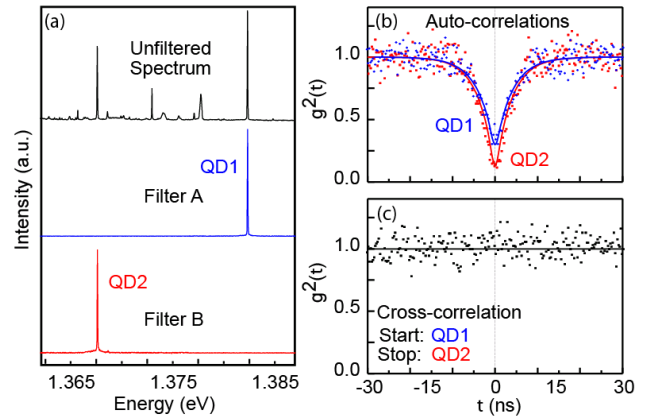 (a)
Unfiltered
Spectrum
QD1
Filter A
QD2
Filter B
Intensity (a.u.)
1.365 1.375 1.385
Energy (eV)
(b) Auto-correlations
1.0
0.5
0.0
g²(t)
QD1
QD2
(c)
1.0
0.5
0.0
g²(t)
Cross-correlation
Start: QD1
Stop: QD2
-30 -15 0 15 30
t (ns)